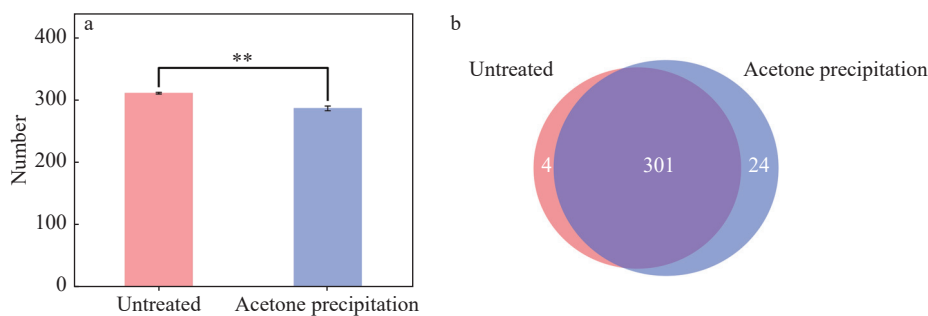 a
400
300
200
100
0
Number
**
Untreated
Acetone precipitation
b
Untreated
Acetone precipitation
4
301
24